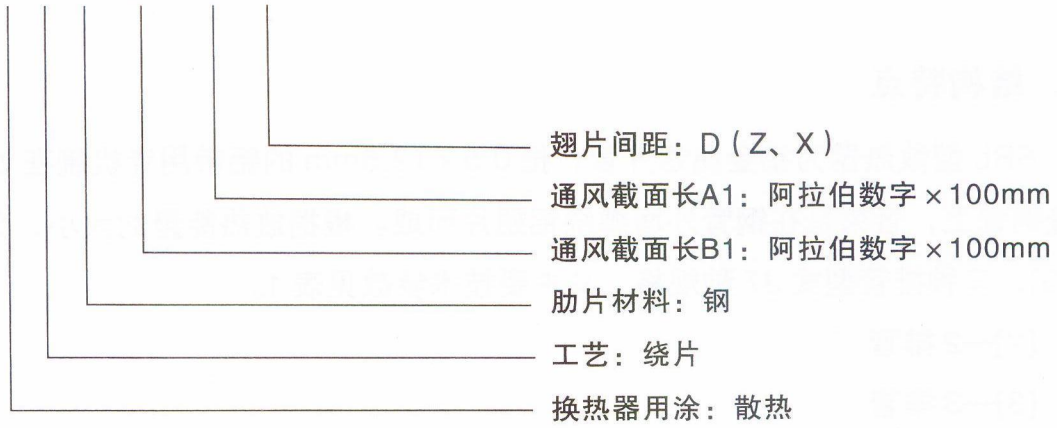 翅片间距：D（Z、X）
通风截面长A1：阿拉伯数字×100mm
通风截面长B1：阿拉伯数字×100mm
肋片材料：钢
工艺：绕片
换热器用涂：散热